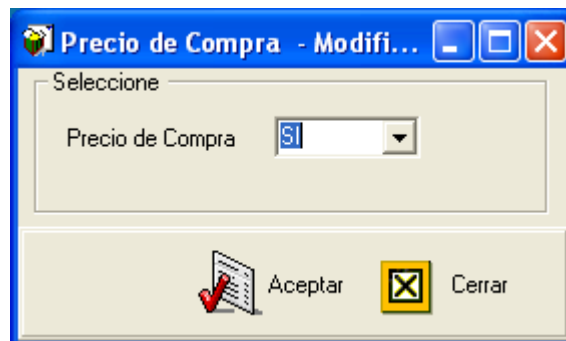 Precio de Compra - Modifi...
Seleccione
Precio de Compra SI
Aceptar Cerrar